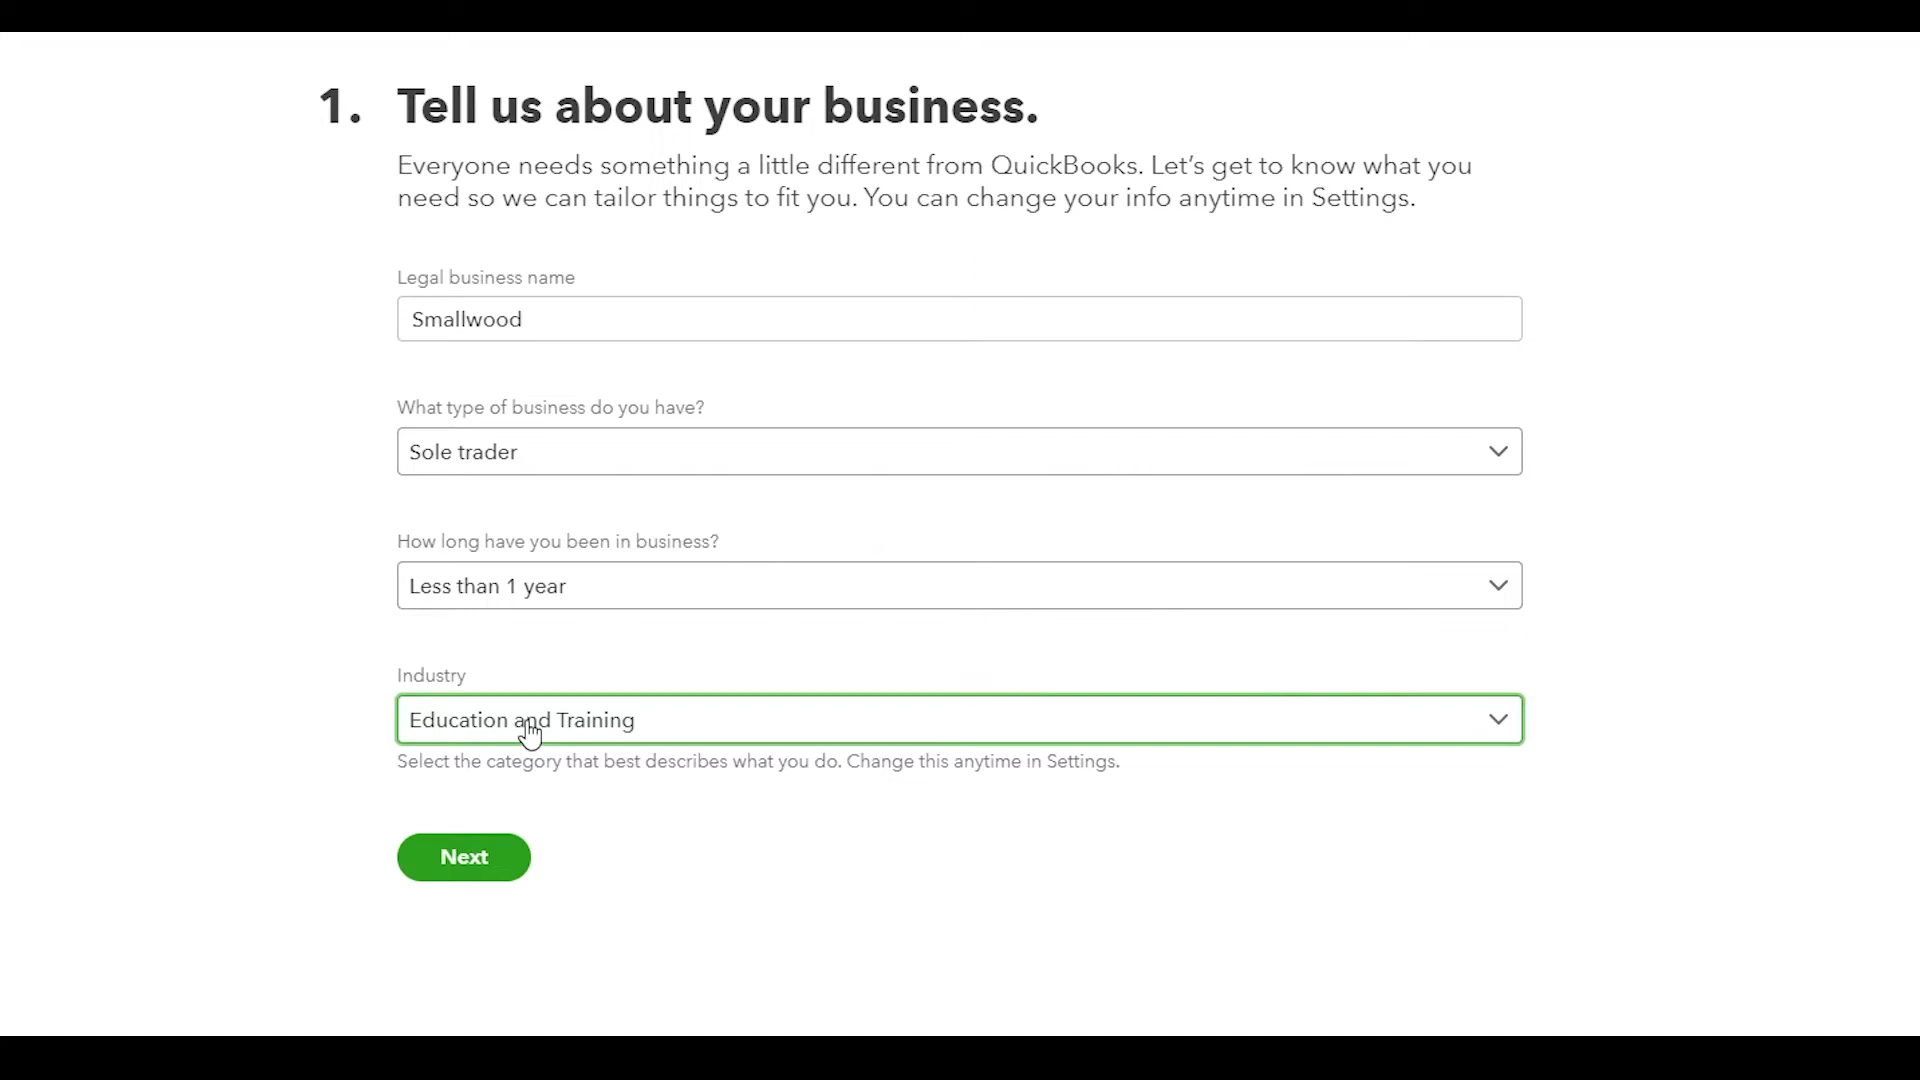 1. Tell us about your business.
Everyone needs something a little different from QuickBooks. Let’s get to know what you
need so we can tailor things to fit you. You can change your info anytime in Settings.
Legal business name
Smallwood
What type of business do you have?
Sole trader
How long have you been in business?
Less than 1 year
Industry
Education and Training
Select the category that best describes what you do. Change this anytime in Settings.
Next